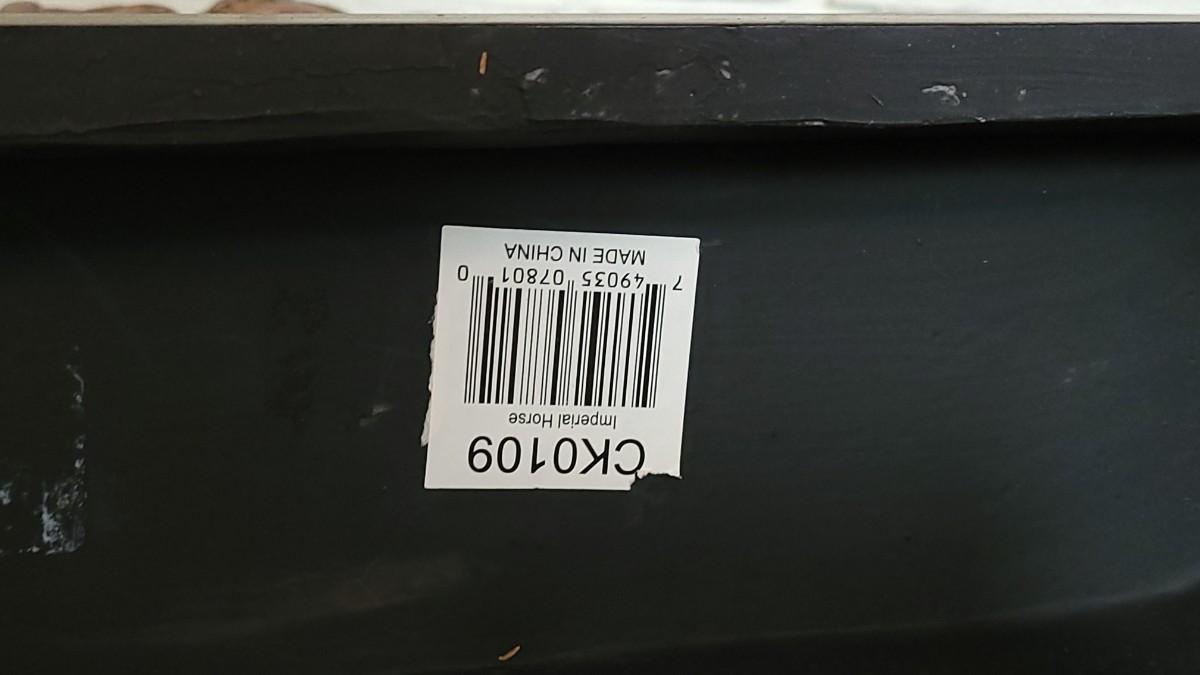 CK0109
Imperial Horse
7 49035 07801 0
MADE IN CHINA